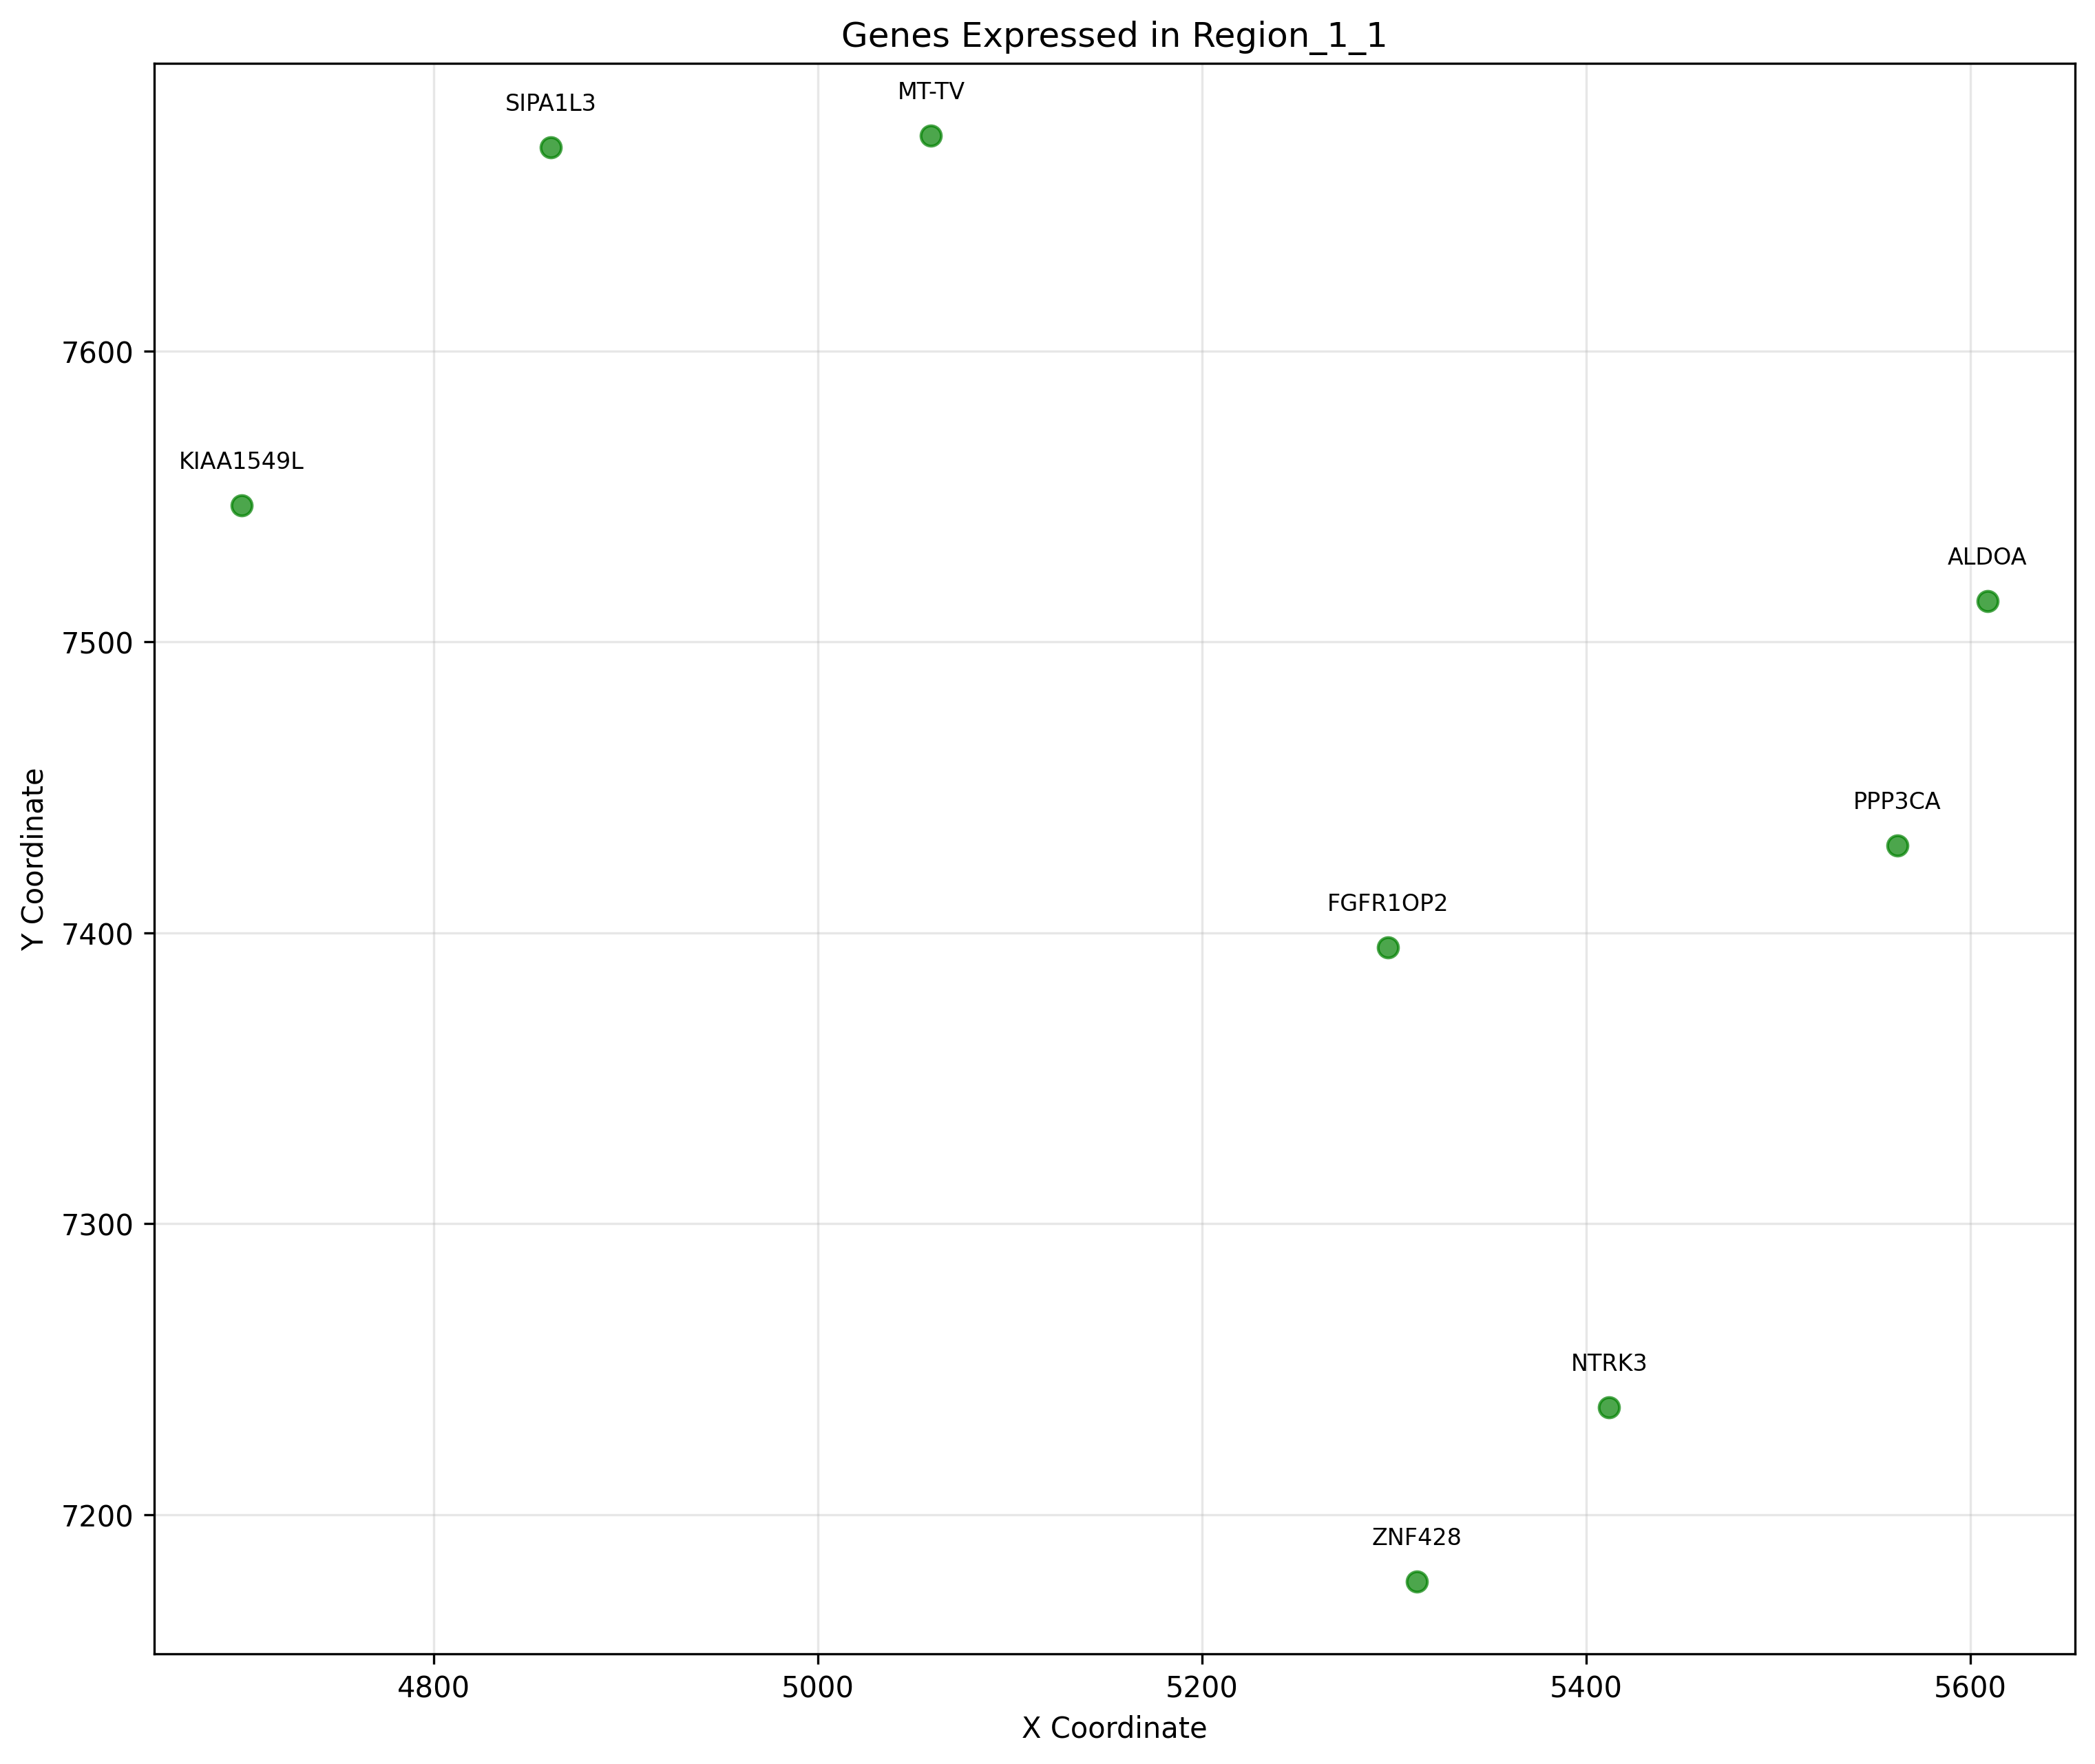 Genes Expressed in Region_1_1
MT-TV
SIPA1L3
7600
KIAA1549L
ALDOA
7500
PPP3CA
FGFR1OP2
7400
Y Coordinate
7300
NTRK3
7200
ZNF428
4800 5000 5200 5400 5600
X Coordinate